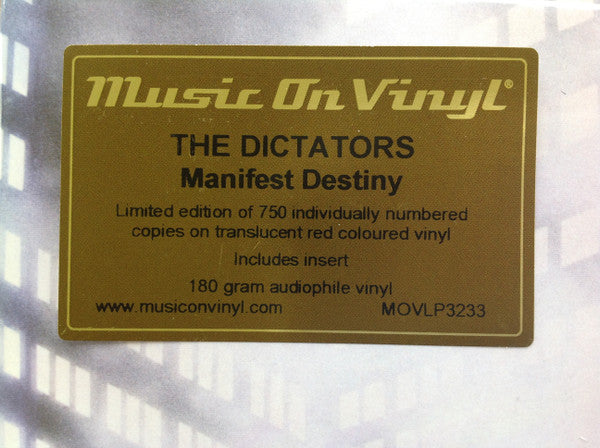 Music On Vinyl®
THE DICTATORS
Manifest Destiny
Limited edition of 750 individually numbered
copies on translucent red coloured vinyl
Includes insert
180 gram audiophile vinyl
www.musiconvinyl.com MOVLP3233